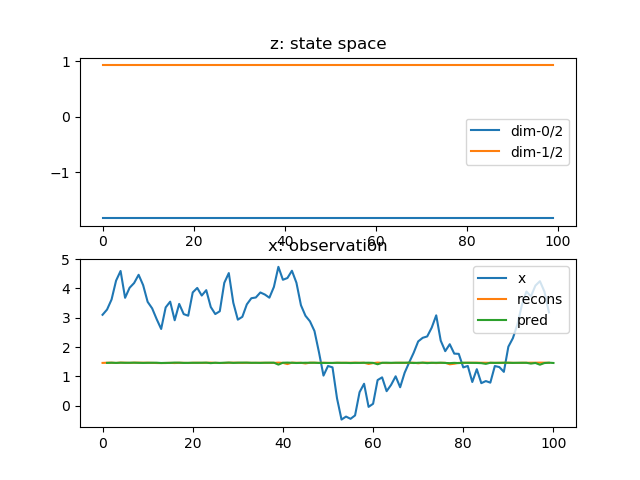 z: state space
1
0
−1
dim-0/2
dim-1/2
0 20 40 60 80 100
x: observation
5
4
3
2
1
0
x
recons
pred
0 20 40 60 80 100